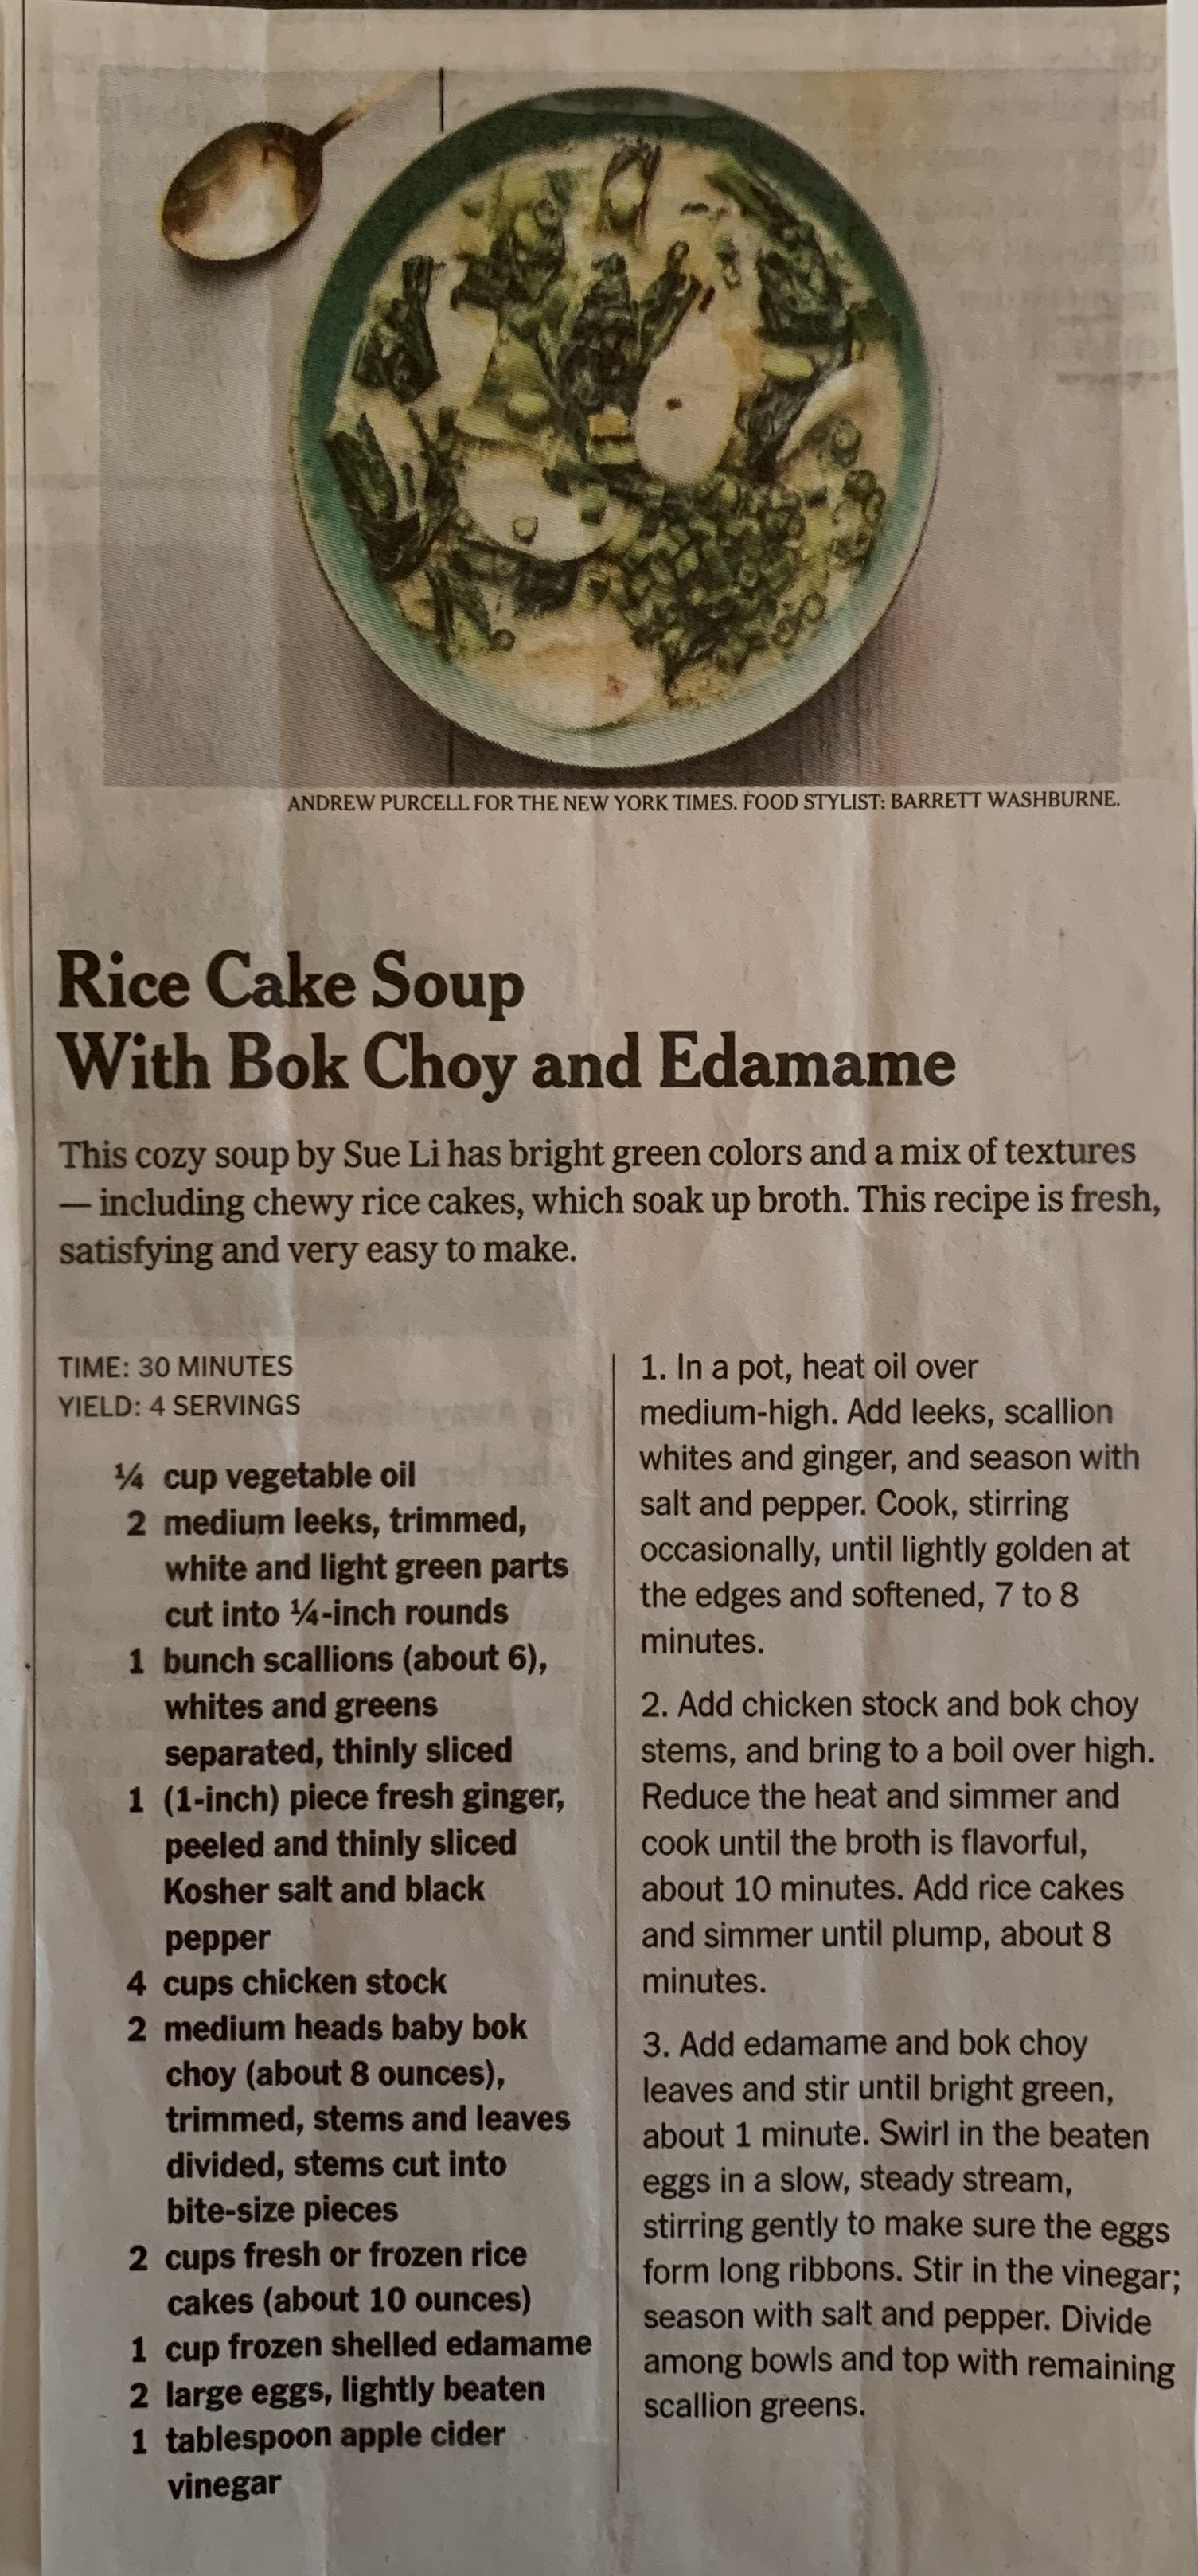 ANDREW PURCELL FOR THE NEW YORK TIMES. FOOD STYLIST: BARRETT WASHBURNE.
Rice Cake Soup
With Bok Choy and Edamame
This cozy soup by Sue Li has bright green colors and a mix of textures
— including chewy rice cakes, which soak up broth. This recipe is fresh,
satisfying and very easy to make.
TIME: 30 MINUTES
YIELD: 4 SERVINGS
¼ cup vegetable oil
2 medium leeks, trimmed,
white and light green parts
cut into ¼-inch rounds
1 bunch scallions (about 6),
whites and greens
separated, thinly sliced
1 (1-inch) piece fresh ginger,
peeled and thinly sliced
Kosher salt and black
pepper
4 cups chicken stock
2 medium heads baby bok
choy (about 8 ounces),
trimmed, stems and leaves
divided, stems cut into
bite-size pieces
2 cups fresh or frozen rice
cakes (about 10 ounces)
1 cup frozen shelled edamame
2 large eggs, lightly beaten
1 tablespoon apple cider
vinegar
1. In a pot, heat oil over
medium-high. Add leeks, scallion
whites and ginger, and season with
salt and pepper. Cook, stirring
occasionally, until lightly golden at
the edges and softened, 7 to 8
minutes.
2. Add chicken stock and bok choy
stems, and bring to a boil over high.
Reduce the heat and simmer and
cook until the broth is flavorful,
about 10 minutes. Add rice cakes
and simmer until plump, about 8
minutes.
3. Add edamame and bok choy
leaves and stir until bright green,
about 1 minute. Swirl in the beaten
eggs in a slow, steady stream,
stirring gently to make sure the eggs
form long ribbons. Stir in the vinegar;
season with salt and pepper. Divide
among bowls and top with remaining
scallion greens.